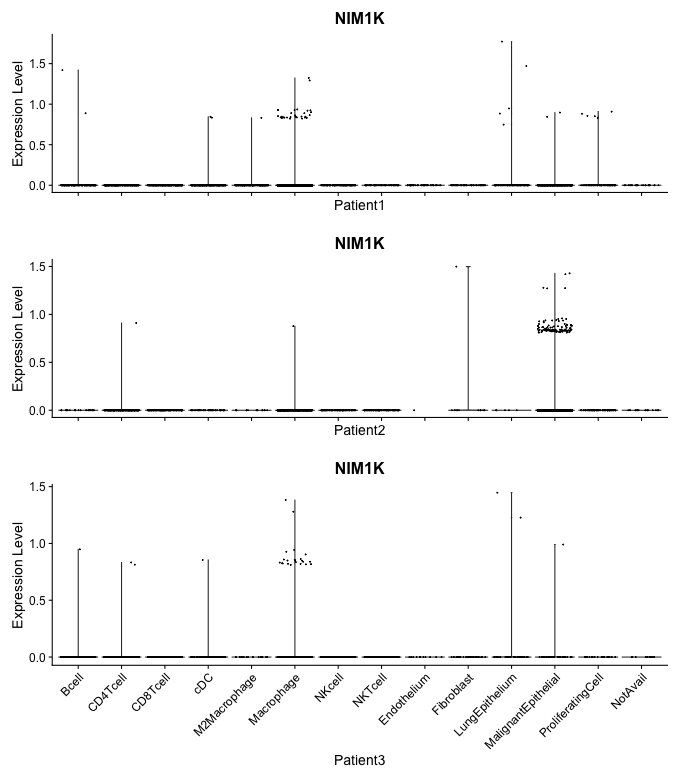 NIM1K
Expression Level
1.5
1.0
0.5
0.0
Patient1
NIM1K
Expression Level
1.5
1.0
0.5
0.0
Patient2
NIM1K
Expression Level
1.5
1.0
0.5
0.0
Bcell
CD4Tcell
CD8Tcell
cDC
M2Macrophage
Macrophage
NKcell
NKTcell
Endothelium
Fibroblast
LungEpithelium
MalignantEpithelial
ProliferatingCell
NotAvail
Patient3